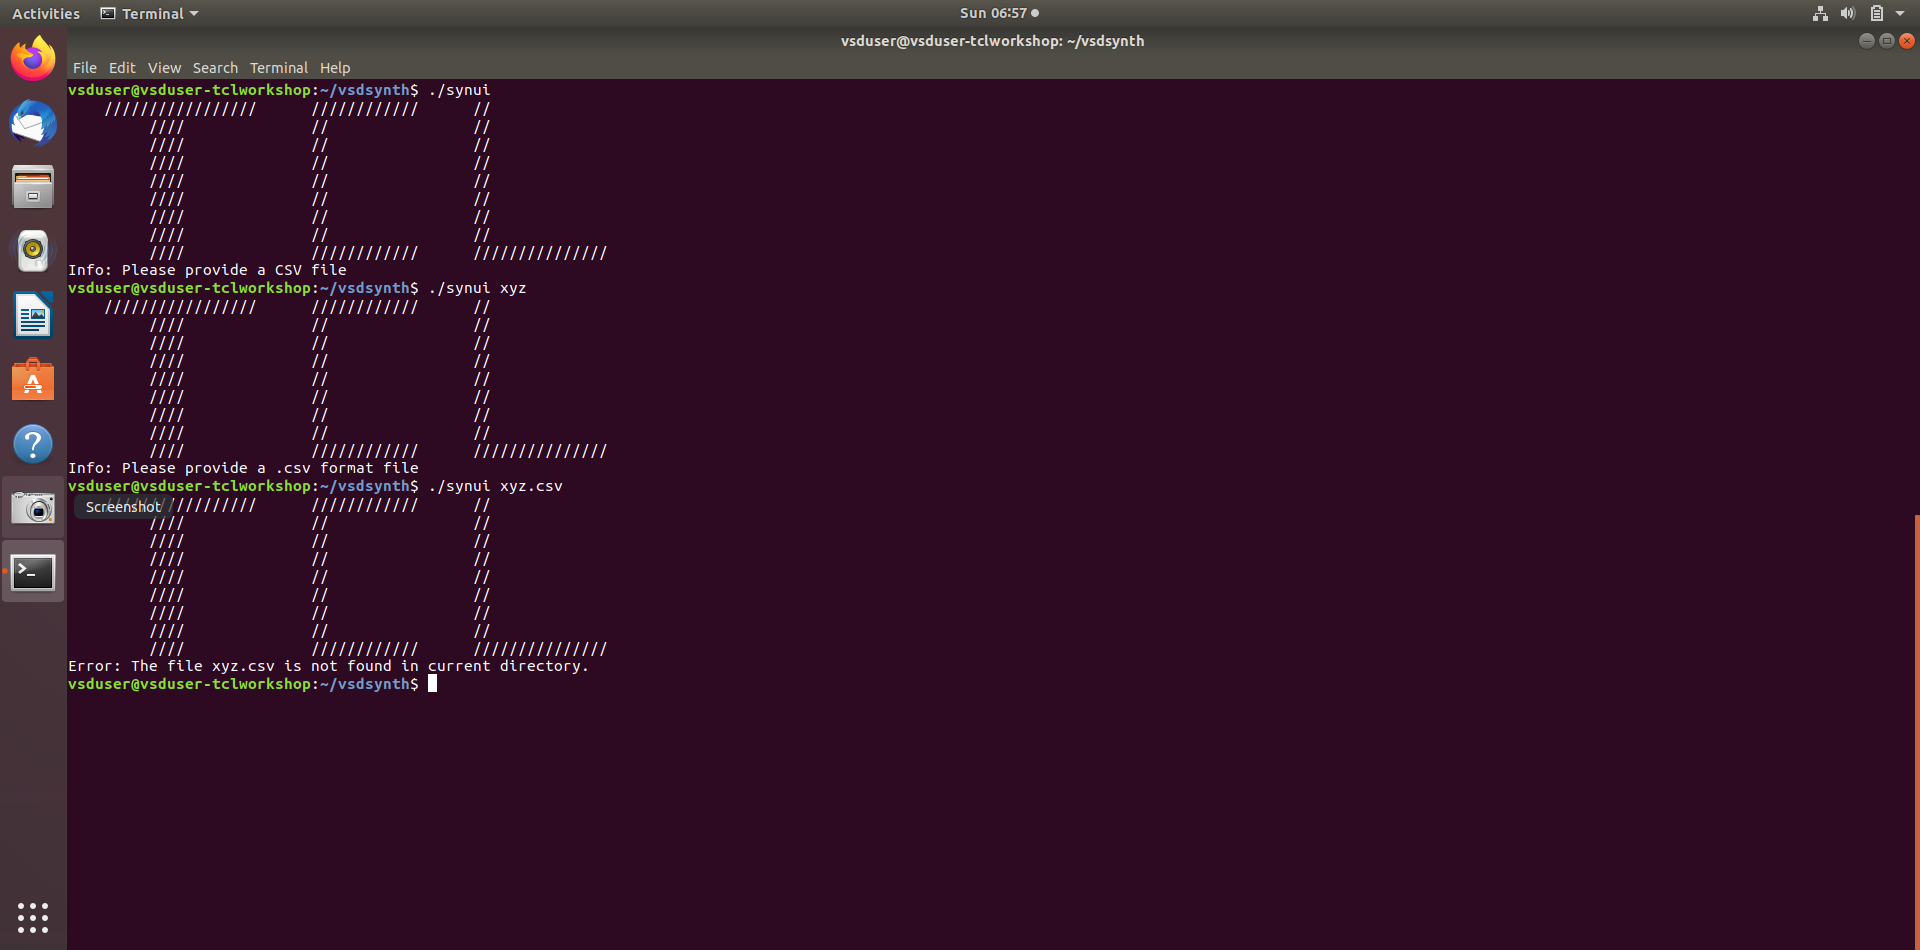 Activities Terminal Sun 06:57
vsduser@vsduser-tclworkshop: ~/vsdsynth
File Edit View Search Terminal Help
vsduser@vsduser-tclworkshop:~/vsdsynth$ ./synui
    /////////////////      ////////////      //
         ////              //                //
         ////              //                //
         ////              //                //
         ////              //                //
         ////              //                //
         ////              //                //
         ////              //                //
         ////              ////////////      ///////////////
Info: Please provide a CSV file
vsduser@vsduser-tclworkshop:~/vsdsynth$ ./synui xyz
    /////////////////      ////////////      //
         ////              //                //
         ////              //                //
         ////              //                //
         ////              //                //
         ////              //                //
         ////              //                //
         ////              //                //
         ////              ////////////      ///////////////
Info: Please provide a .csv format file
vsduser@vsduser-tclworkshop:~/vsdsynth$ ./synui xyz.csv
Screenshot /////////      ////////////      //
         ////              //                //
         ////              //                //
         ////              //                //
         ////              //                //
         ////              //                //
         ////              //                //
         ////              //                //
         ////              ////////////      ///////////////
Error: The file xyz.csv is not found in current directory.
vsduser@vsduser-tclworkshop:~/vsdsynth$